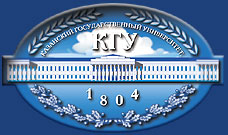 КАЗАНСКИЙ ГОСУДАРСТВЕННЫЙ УНИВЕРСИТЕТ
КГУ
1804